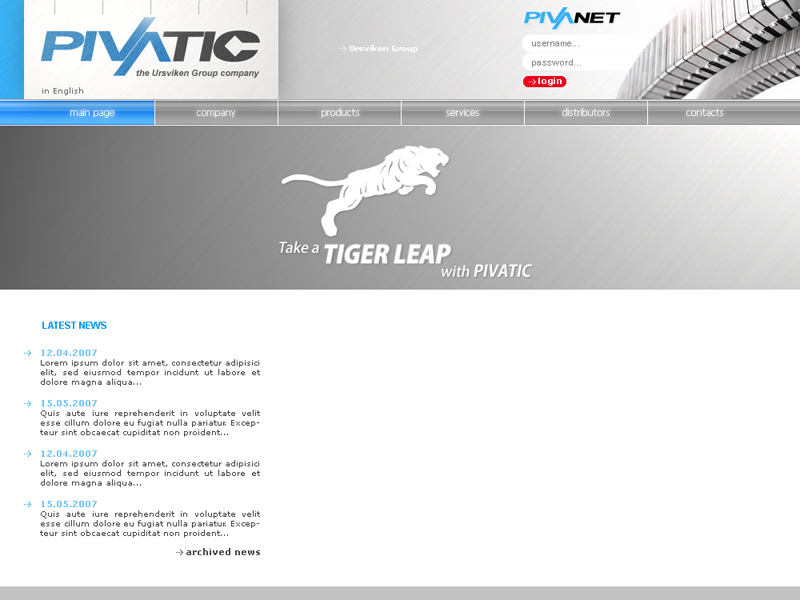 PIVATIC
the Ursviken Group company
in English
Ursviken Group
PIVANET
username...
password...
login
main page
company
products
services
distributors
contacts
Take a TIGER LEAP
with PIVATIC
LATEST NEWS
12.04.2007
Lorem ipsum dolor sit amet, consectetur adipisici
elit, sed eiusmod tempor incidunt ut labore et
dolore magna aliqua...
15.05.2007
Quis aute iure reprehenderit in voluptate velit
esse cillum dolore eu fugiat nulla pariatur. Excep-
teur sint obcaecat cupiditat non proident...
12.04.2007
Lorem ipsum dolor sit amet, consectetur adipisici
elit, sed eiusmod tempor incidunt ut labore et
dolore magna aliqua...
15.05.2007
Quis aute iure reprehenderit in voluptate velit
esse cillum dolore eu fugiat nulla pariatur. Excep-
teur sint obcaecat cupiditat non proident...
archived news